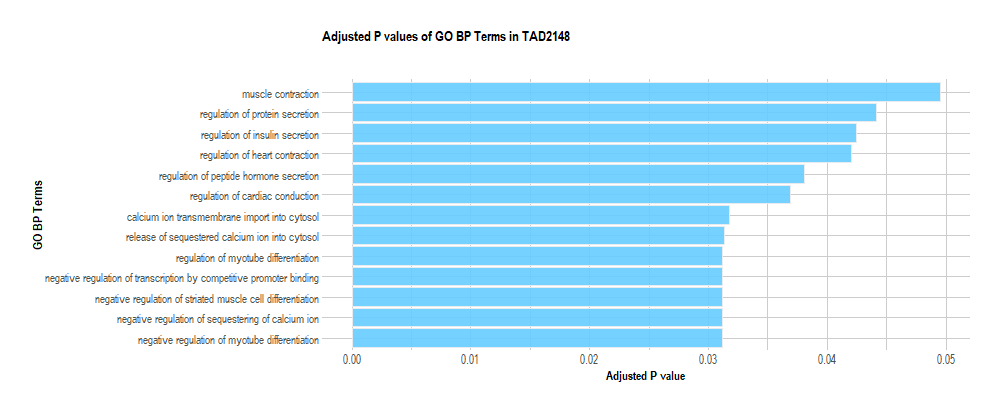 Adjusted P values of GO BP Terms in TAD2148
muscle contraction
regulation of protein secretion
regulation of insulin secretion
regulation of heart contraction
regulation of peptide hormone secretion
regulation of cardiac conduction
calcium ion transmembrane import into cytosol
release of sequestered calcium ion into cytosol
regulation of myotube differentiation
negative regulation of transcription by competitive promoter binding
negative regulation of striated muscle cell differentiation
negative regulation of sequestering of calcium ion
negative regulation of myotube differentiation
GO BP Terms
0.00 0.01 0.02 0.03 0.04 0.05
Adjusted P value